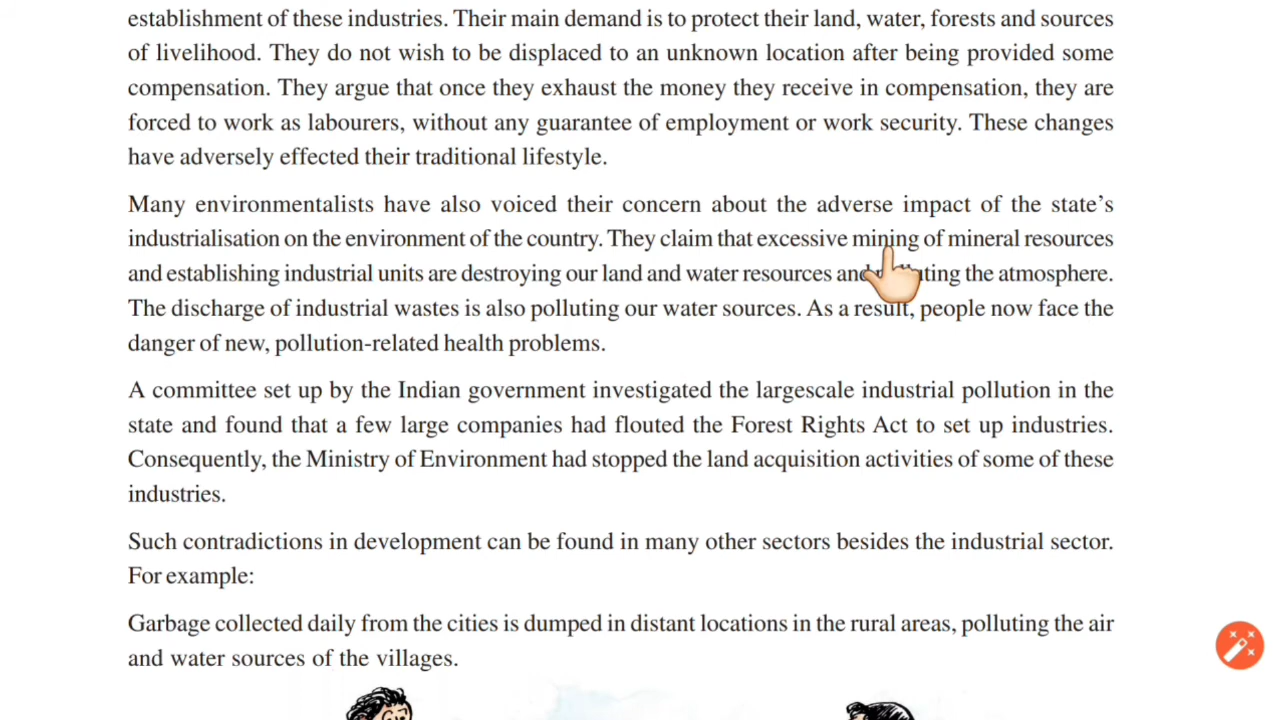 establishment of these industries. Their main demand is to protect their land, water, forests and sources
of livelihood. They do not wish to be displaced to an unknown location after being provided some
compensation. They argue that once they exhaust the money they receive in compensation, they are
forced to work as labourers, without any guarantee of employment or work security. These changes
have adversely effected their traditional lifestyle.
Many environmentalists have also voiced their concern about the adverse impact of the state's
industrialisation on the environment of the country. They claim that excessive mining of mineral resources
and establishing industrial units are destroying our land and water resources and the atmosphere.
The discharge of industrial wastes is also polluting our water sources. As a result, people now face the
danger of new, pollution-related health problems.
A committee set up by the Indian government investigated the largescale industrial pollution in the
state and found that a few large companies had flouted the Forest Rights Act to set up industries.
Consequently, the Ministry of Environment had stopped the land acquisition activities of some of these
industries.
Such contradictions in development can be found in many other sectors besides the industrial sector.
For example:
Garbage collected daily from the cities is dumped in distant locations in the rural areas, polluting the air
and water sources of the villages.